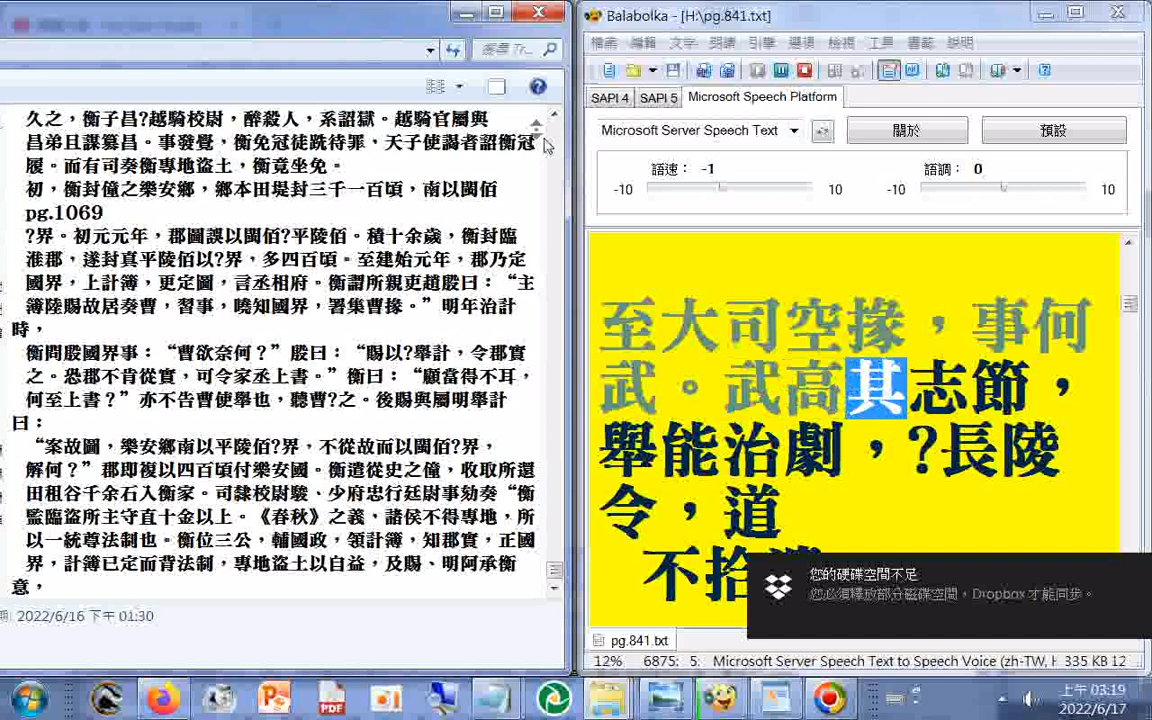 久之，衡子昌?越騎校尉，醉殺人，系詔獄。越騎官屬與
昌弟且謀篡昌。事發覺，衡免冠徒跣待罪，天子使謁者詔衡冠
履。而有司奏衡專地盜土，衡竟坐免。
初，衡封僮之樂安鄉，鄉本田堤封三千一百頃，南以閩佰
pg.1069
?界。初元元年，郡圖誤以閩佰?平陵佰。積十余歲，衡封臨
淮郡，遂封真平陵佰以?界，多四百頃。至建始元年，郡乃定
國界，上計簿，更定圖，言丞相府。衡謂所親吏趙殷曰：“主
簿陸賜故居奏曹，習事，曉知國界，署集曹掾。”明年治計
時，
衡問殷國界事：“曹欲奈何？”殷曰：“賜以?舉計，令郡實
之。恐郡不肯從實，可令家丞上書。”衡曰：“顧當得不耳，
何至上書？”亦不告曹使舉也，聽曹?之。後賜與屬明舉計
曰：
“案故圖，樂安鄉南以平陵佰?界，不從故而以閩佰?界，
解何？”郡即複以四百頃付樂安國。衡遣從史之僮，收取所還
田租谷千余石入衡家。司隸校尉駿、少府忠行廷尉事劾奏“衡
監臨盜所主守直十金以上。《春秋》之義，諸侯不得專地，所
以一統尊法制也。衡位三公，輔國政，領計簿，知郡實，正國
界，計簿已定而背法制，專地盜土以自益，及賜、明阿承衡
意，
2022/6/16 下午 01:30
Balabolka - [H:\pg.841.txt]
檔案 編輯 文字 朗讀 引擎 選項 檢視 工具 書籤 說明
SAPI 4 SAPI 5 Microsoft Speech Platform
Microsoft Server Speech Text 關於 預設
語速： -1 語調： 0
-10 10 -10 10
至大司空掾，事何
武。武高其志節，
舉能治劇，?長陵
令，道
不拾
您的硬碟空間不足
您必須釋放部分磁碟空間，Dropbox 才能同步。
pg.841.txt
12% 6875: 5: Microsoft Server Speech Text to Speech Voice (zh-TW, H 335 KB 12
上午 03:19
2022/6/17